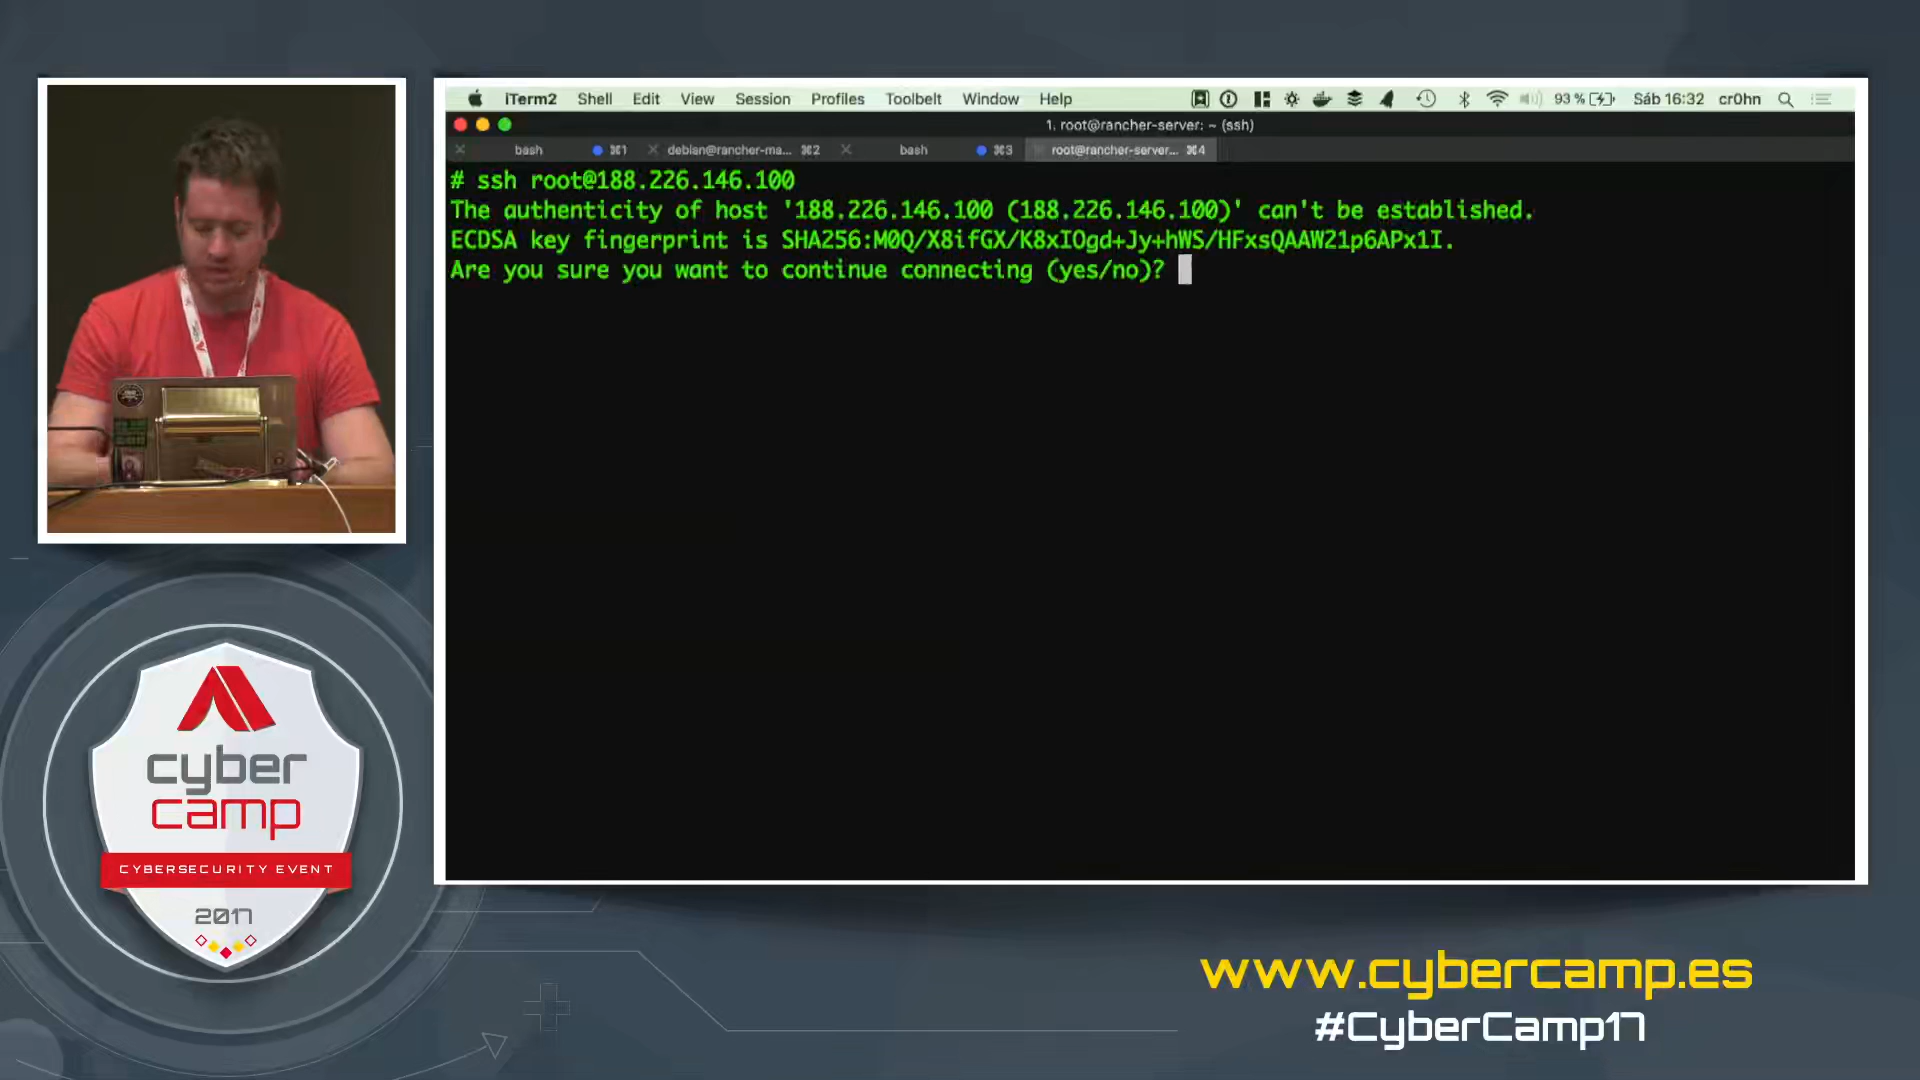 iTerm2 Shell Edit View Session Profiles Toolbelt Window Help 93 % Sáb 16:32 cr0hn
1. root@rancher-server: ~ (ssh)
bash ⌘1 debian@rancher-ma... ⌘2 bash ⌘3 root@rancher-server... ⌘4
# ssh root@188.226.146.100
The authenticity of host '188.226.146.100 (188.226.146.100)' can't be established.
ECDSA key fingerprint is SHA256:M0Q/X8ifGX/K8xIOgd+Jy+hWS/HFxsQAAW21p6APx1I.
Are you sure you want to continue connecting (yes/no)?
cyber
camp
CYBERSECURITY EVENT
2017
www.cybercamp.es
#CyberCamp17